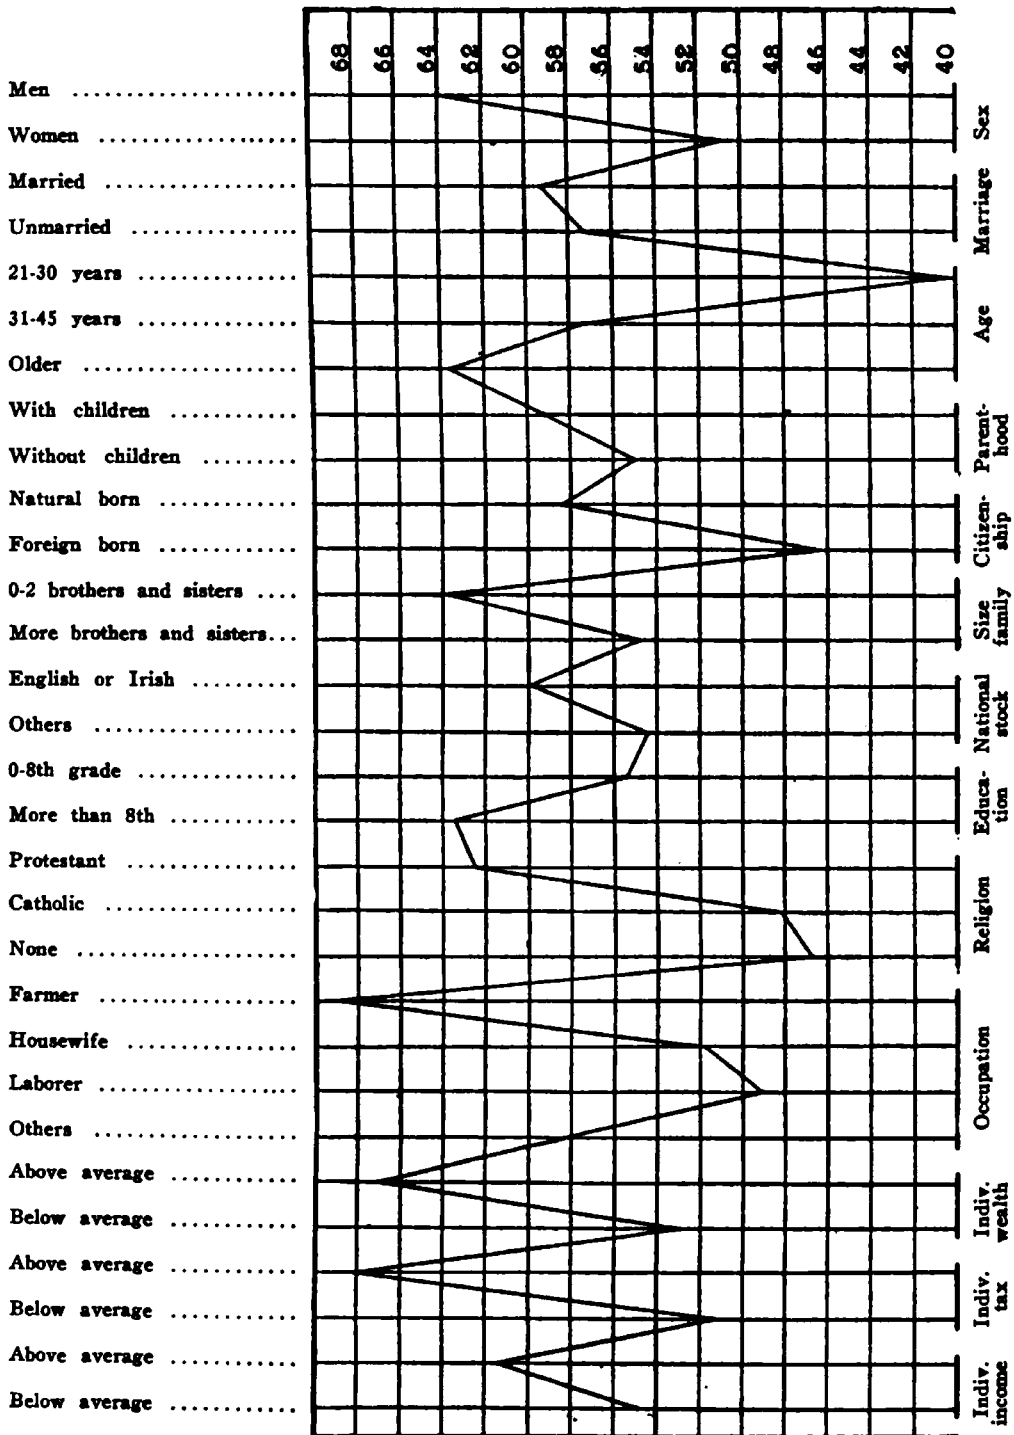 68 66 64 62 60 58 56 54 52 50 48 46 44 42 40
Men
Women
Married
Unmarried
21-30 years
31-45 years
Older
With children
Without children
Natural born
Foreign born
0-2 brothers and sisters
More brothers and sisters
English or Irish
Others
0-8th grade
More than 8th
Protestant
Catholic
None
Farmer
Housewife
Laborer
Others
Above average
Below average
Above average
Below average
Above average
Below average
Sex
Marriage
Age
Parent-
hood
Citizen-
ship
Size
family
National
stock
Educa-
tion
Religion
Occupation
Indiv.
wealth
Indiv.
tax
Indiv.
income